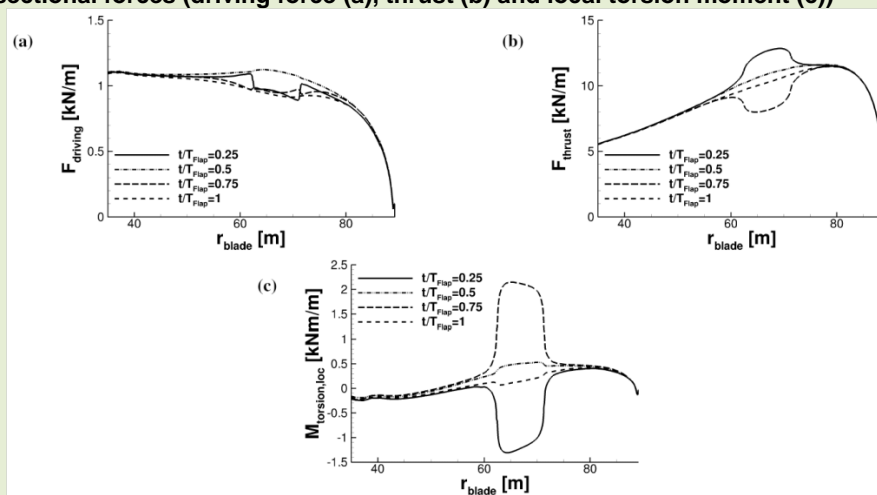 sectional forces (driving force (a), thrust (b) and local torsion moment (c))
(a)
1.5
1
0.5
0
F_driving [kN/m]
t/T_Flap=0.25
t/T_Flap=0.5
t/T_Flap=0.75
t/T_Flap=1
40 60 80
r_blade [m]
(b)
15
10
5
0
F_thrust [kN/m]
t/T_Flap=0.25
t/T_Flap=0.5
t/T_Flap=0.75
t/T_Flap=1
40 60 80
r_blade [m]
(c)
2.5
2
1.5
1
0.5
0
-0.5
-1
-1.5
M_torsion,loc [kNm/m]
t/T_Flap=0.25
t/T_Flap=0.5
t/T_Flap=0.75
t/T_Flap=1
40 60 80
r_blade [m]